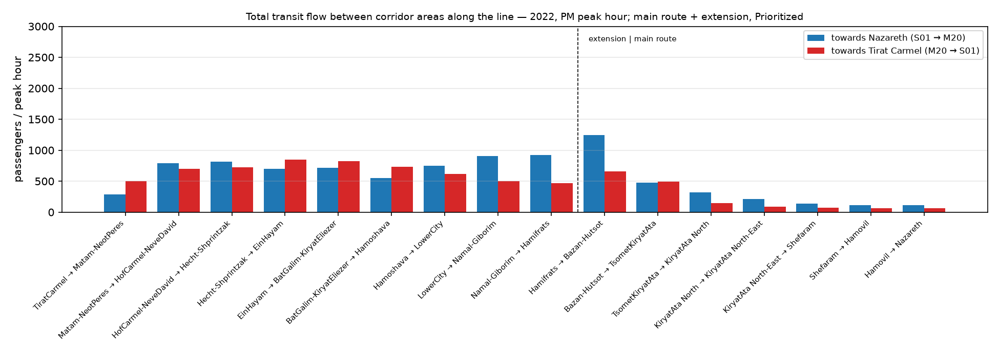 Total transit flow between corridor areas along the line — 2022, PM peak hour; main route + extension, Prioritized
passengers / peak hour
3000
2500
2000
1500
1000
500
0
extension | main route
towards Nazareth (S01 → M20)
towards Tirat Carmel (M20 → S01)
TiratCarmel → Matam-NeotPeres
Matam-NeotPeres → HofCarmel-NeveDavid
HofCarmel-NeveDavid → Hecht-Shprintzak
Hecht-Shprintzak → EinHayam
EinHayam → BatGalim-KiryatEliezer
BatGalim-KiryatEliezer → Hamoshava
Hamoshava → LowerCity
LowerCity → Namal-Giborim
Namal-Giborim → Hamifrats
Hamifrats → Bazan-Hutsot
Bazan-Hutsot → TsometKiryatAta
TsometKiryatAta → KiryatAta North
KiryatAta North → KiryatAta North-East
KiryatAta North-East → Shefaram
Shefaram → Hamovil
Hamovil → Nazareth